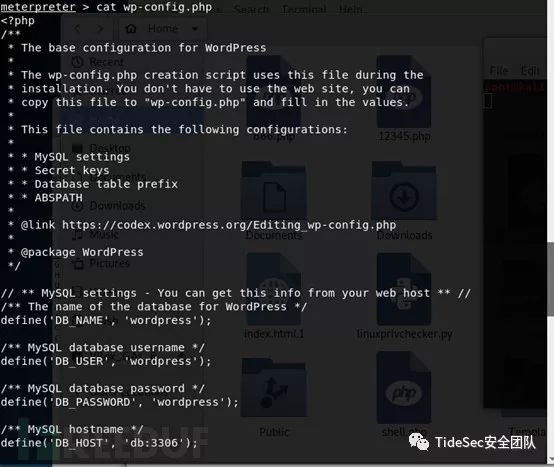 meterpreter > cat wp-config.php
<?php
/**
 * The base configuration for WordPress
 *
 * The wp-config.php creation script uses this file during the
 * installation. You don't have to use the web site, you can
 * copy this file to "wp-config.php" and fill in the values.
 *
 * This file contains the following configurations:
 *
 * * MySQL settings
 * * Secret keys
 * * Database table prefix
 * * ABSPATH
 *
 * @link https://codex.wordpress.org/Editing_wp-config.php
 *
 * @package WordPress
 */
// ** MySQL settings - You can get this info from your web host ** //
/** The name of the database for WordPress */
define('DB_NAME', 'wordpress');
/** MySQL database username */
define('DB_USER', 'wordpress');
/** MySQL database password */
define('DB_PASSWORD', 'wordpress');
/** MySQL hostname */
define('DB_HOST', 'db:3306');
Search Terminal Help
Home
Recent
Desktop
Downloads
Music
Pictures
12345.php
Documents
Downloads
index.html.1
linuxprivchecker.py
Public
shell.php
File Edit
TideSec安全团队